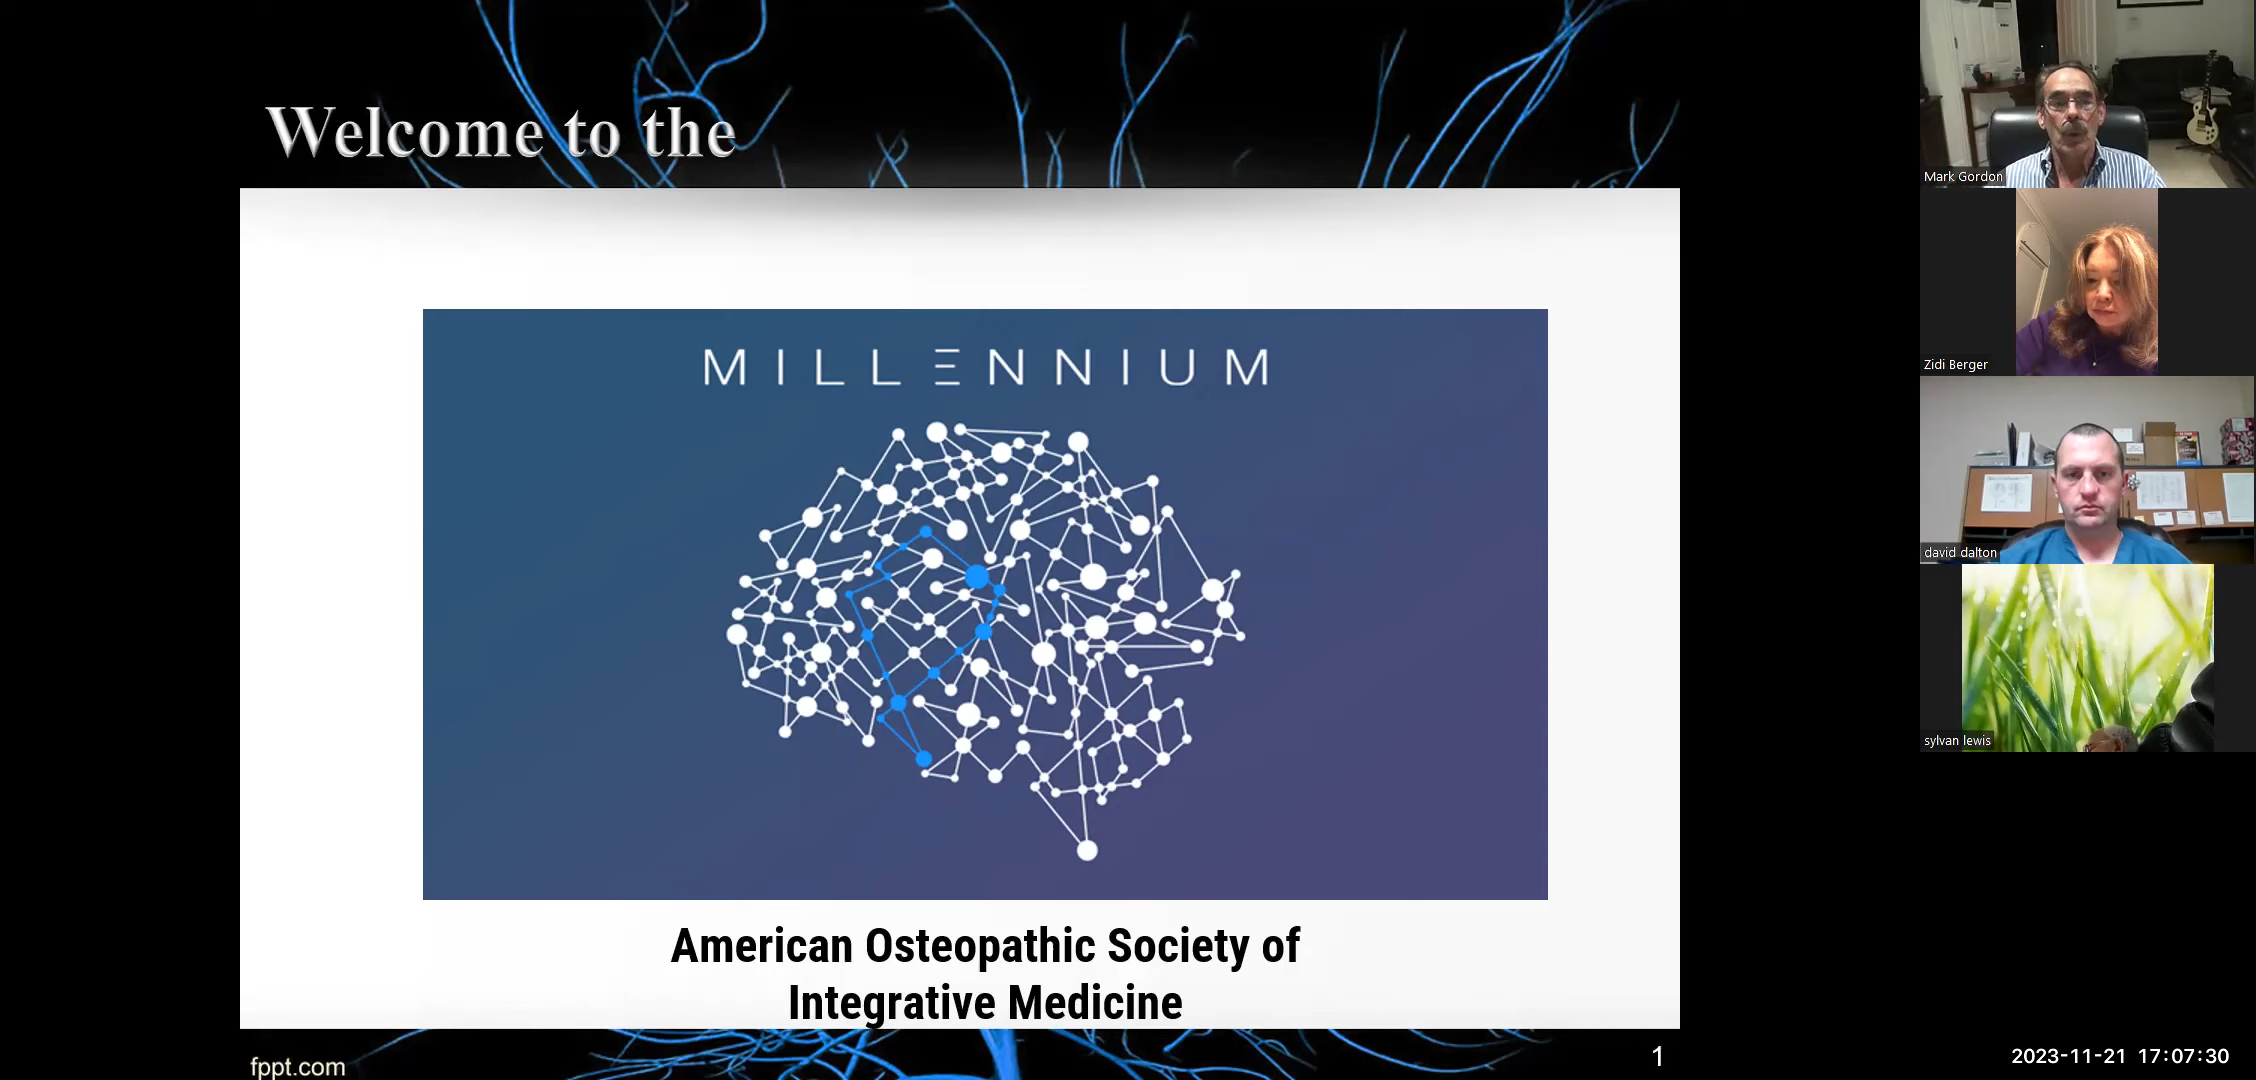 Welcome to the
MILLENNIUM
American Osteopathic Society of
Integrative Medicine
fppt.com
1
Mark Gordon
Zidi Berger
david dalton
sylvan lewis
2023-11-21 17:07:30